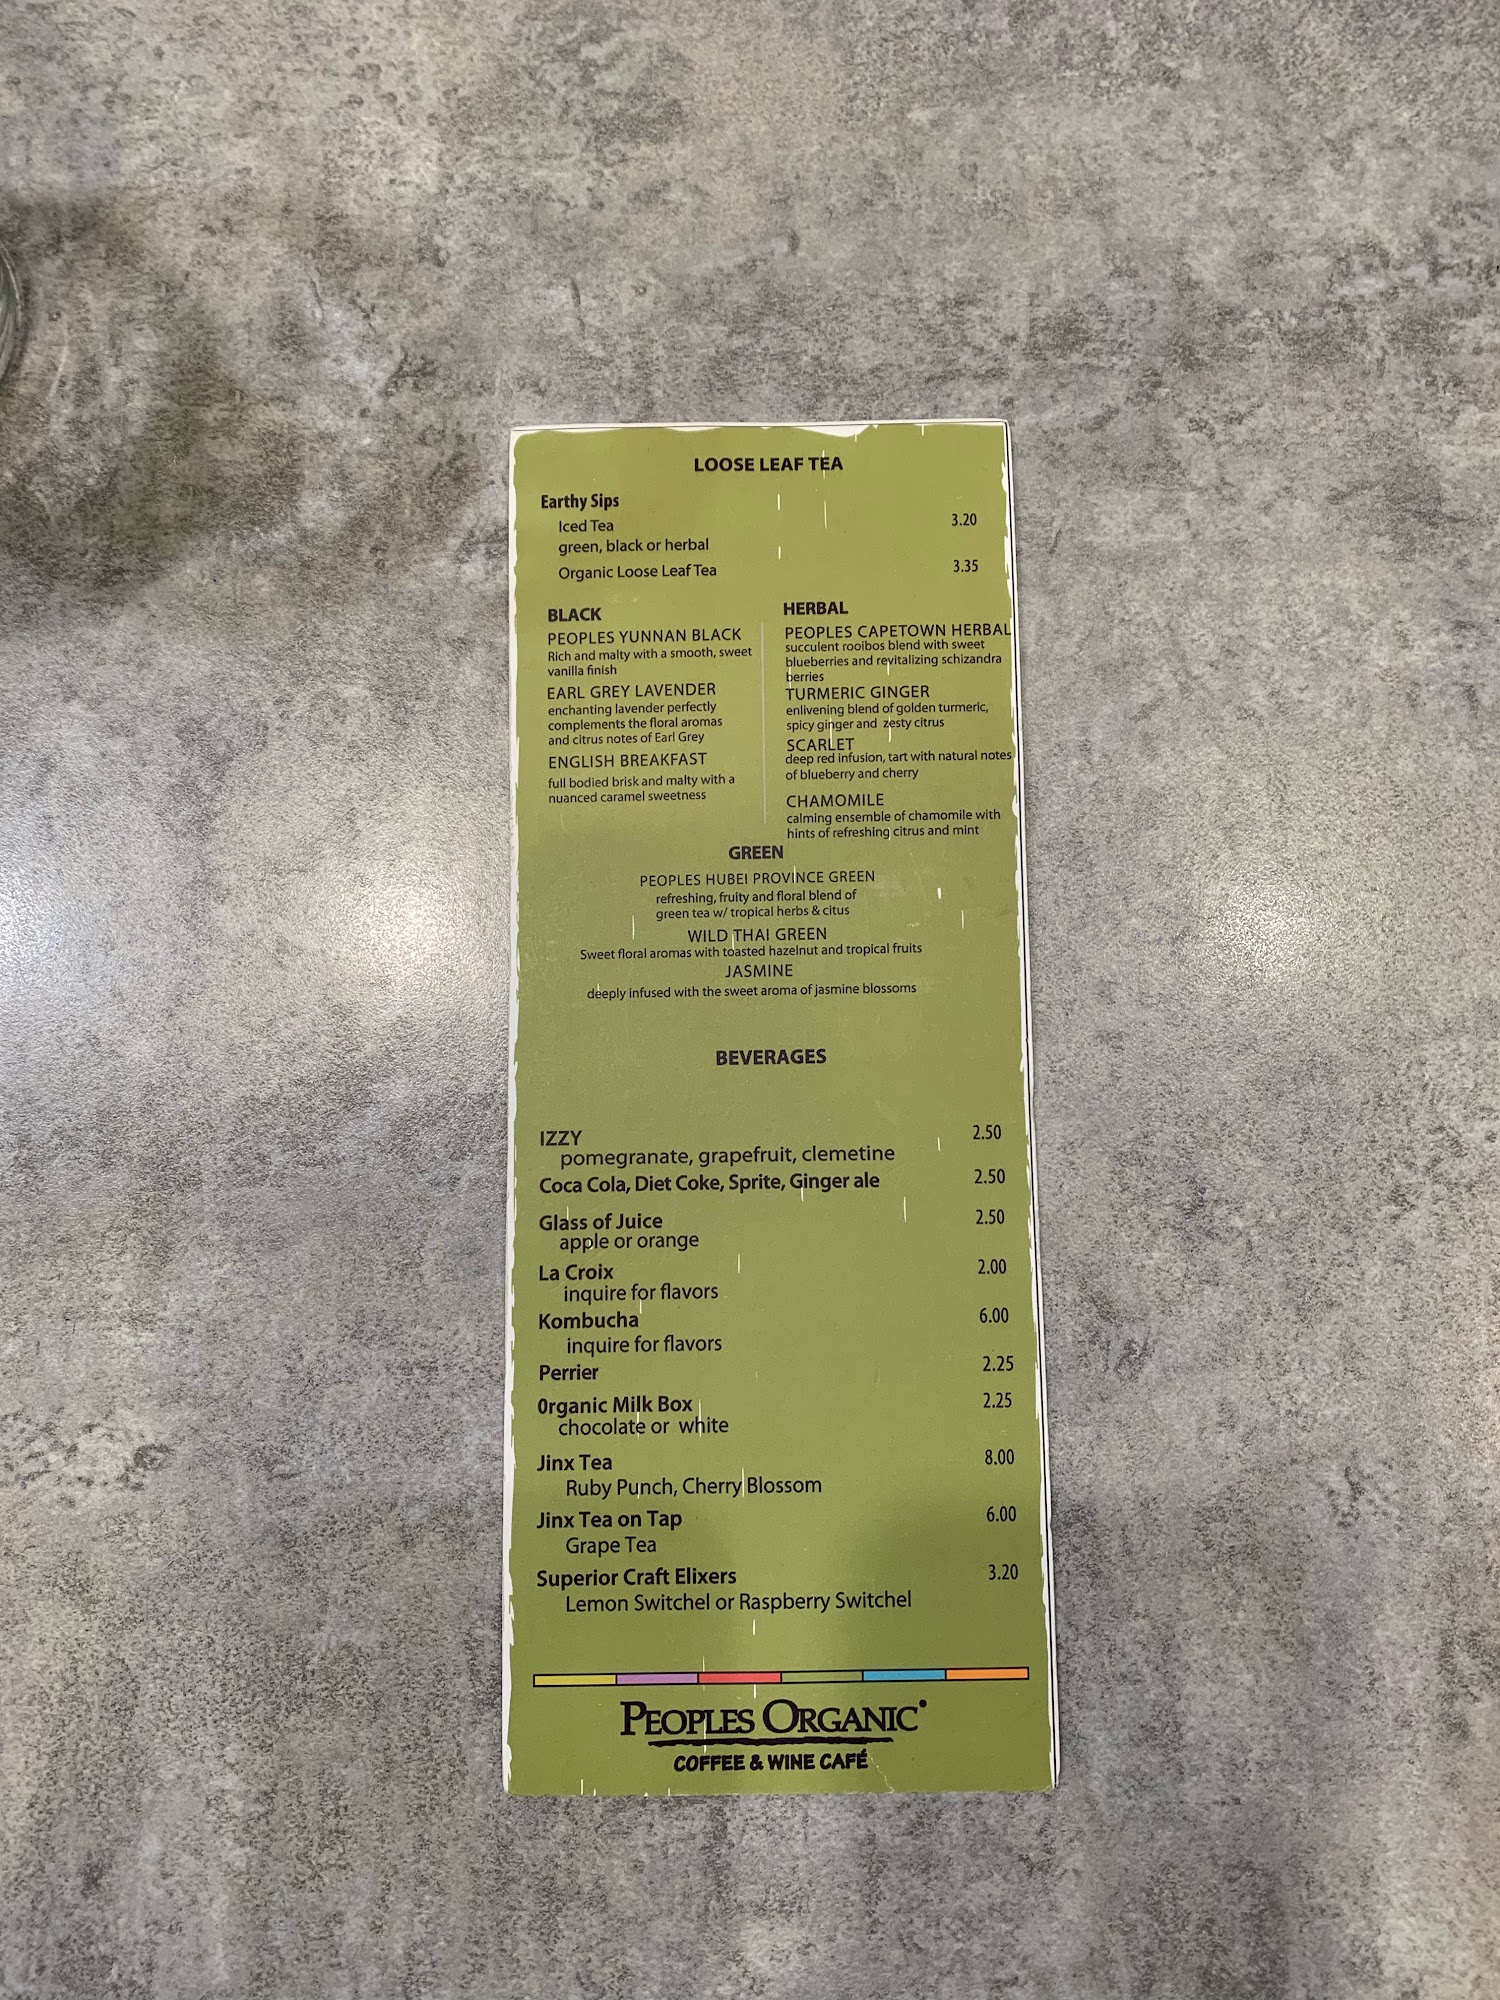 LOOSE LEAF TEA
Earthy Sips
Iced Tea 3.20
green, black or herbal
Organic Loose Leaf Tea 3.35
BLACK
PEOPLES YUNNAN BLACK
Rich and malty with a smooth, sweet
vanilla finish
EARL GREY LAVENDER
enchanting lavender perfectly
complements the floral aromas
and citrus notes of Earl Grey
ENGLISH BREAKFAST
full bodied brisk and malty with a
nuanced caramel sweetness
HERBAL
PEOPLES CAPETOWN HERBAL
succulent rooibos blend with sweet
blueberries and revitalizing schizandra
berries
TURMERIC GINGER
enlivening blend of golden turmeric,
spicy ginger and zesty citrus
SCARLET
deep red infusion, tart with natural notes
of blueberry and cherry
CHAMOMILE
calming ensemble of chamomile with
hints of refreshing citrus and mint
GREEN
PEOPLES HUBEI PROVINCE GREEN
refreshing, fruity and floral blend of
green tea w/ tropical herbs & citus
WILD THAI GREEN
Sweet floral aromas with toasted hazelnut and tropical fruits
JASMINE
deeply infused with the sweet aroma of jasmine blossoms
BEVERAGES
IZZY 2.50
pomegranate, grapefruit, clemetine
Coca Cola, Diet Coke, Sprite, Ginger ale 2.50
Glass of Juice 2.50
apple or orange
La Croix 2.00
inquire for flavors
Kombucha 6.00
inquire for flavors
Perrier 2.25
0rganic Milk Box 2.25
chocolate or white
Jinx Tea 8.00
Ruby Punch, Cherry Blossom
Jinx Tea on Tap 6.00
Grape Tea
Superior Craft Elixers 3.20
Lemon Switchel or Raspberry Switchel
PEOPLES ORGANIC
COFFEE & WINE CAFÉ